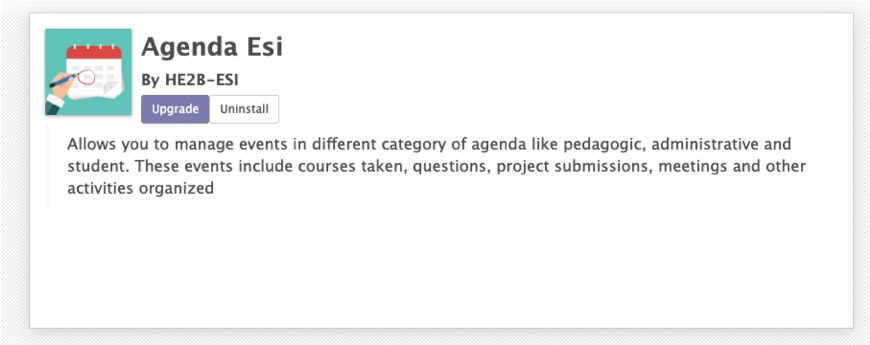 Agenda Esi
By HE2B-ESI
Upgrade Uninstall
Allows you to manage events in different category of agenda like pedagogic, administrative and
student. These events include courses taken, questions, project submissions, meetings and other
activities organized